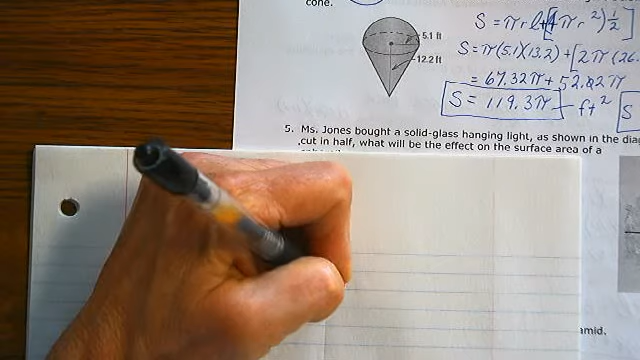 cone.
S = πrl + [4πr²) ½]
5.1 ft
S = π(5.1)(13.2) + [2π(26.
12.2 ft
= 67.32π + 52.02π
S = 119.3π ft²
S
5. Ms. Jones bought a solid-glass hanging light, as shown in the dia
cut in half, what will be the effect on the surface area of a
amid.